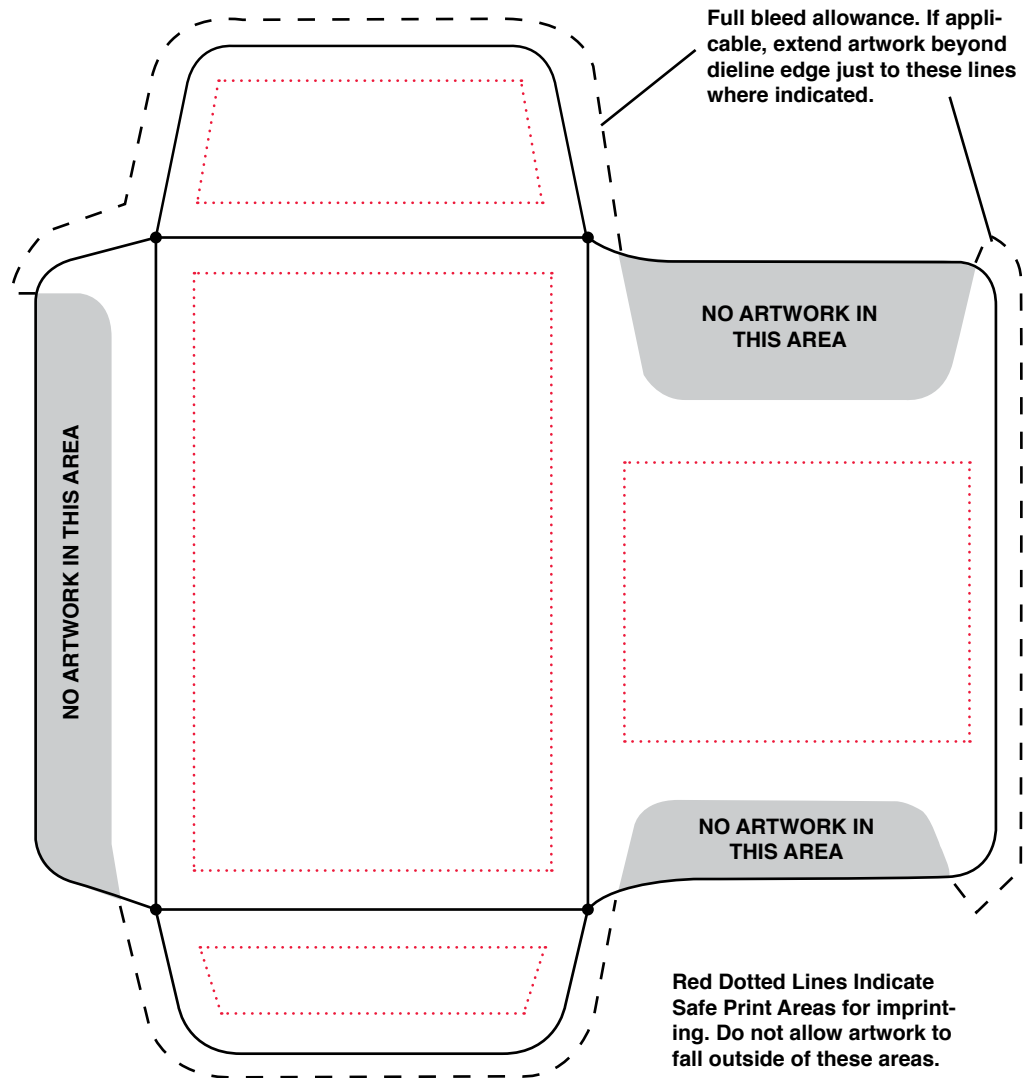 Full bleed allowance. If appli-
cable, extend artwork beyond
dieline edge just to these lines
where indicated.
NO ARTWORK IN
THIS AREA
NO ARTWORK IN THIS AREA
NO ARTWORK IN
THIS AREA
Red Dotted Lines Indicate
Safe Print Areas for imprint-
ing. Do not allow artwork to
fall outside of these areas.